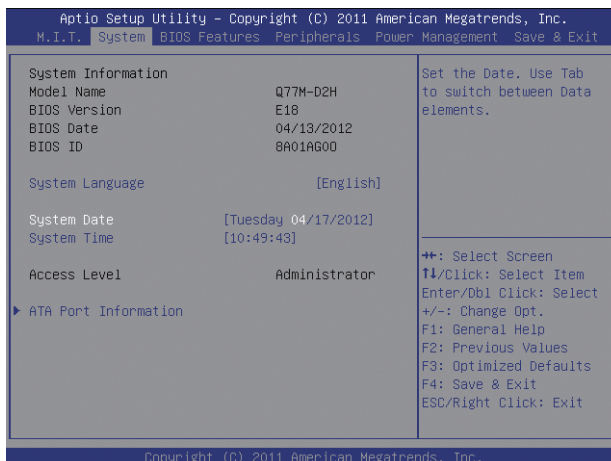 Aptio Setup Utility – Copyright (C) 2011 American Megatrends, Inc.
M.I.T. System BIOS Features Peripherals Power Management Save & Exit
System Information
Model Name Q77M-D2H
BIOS Version E18
BIOS Date 04/13/2012
BIOS ID 8A01AG00
System Language [English]
System Date [Tuesday 04/17/2012]
System Time [10:49:43]
Access Level Administrator
ATA Port Information
Set the Date. Use Tab
to switch between Data
elements.
→←: Select Screen
↑↓/Click: Select Item
Enter/Dbl Click: Select
+/-: Change Opt.
F1: General Help
F2: Previous Values
F3: Optimized Defaults
F4: Save & Exit
ESC/Right Click: Exit
Copyright (C) 2011 American Megatrends, Inc.